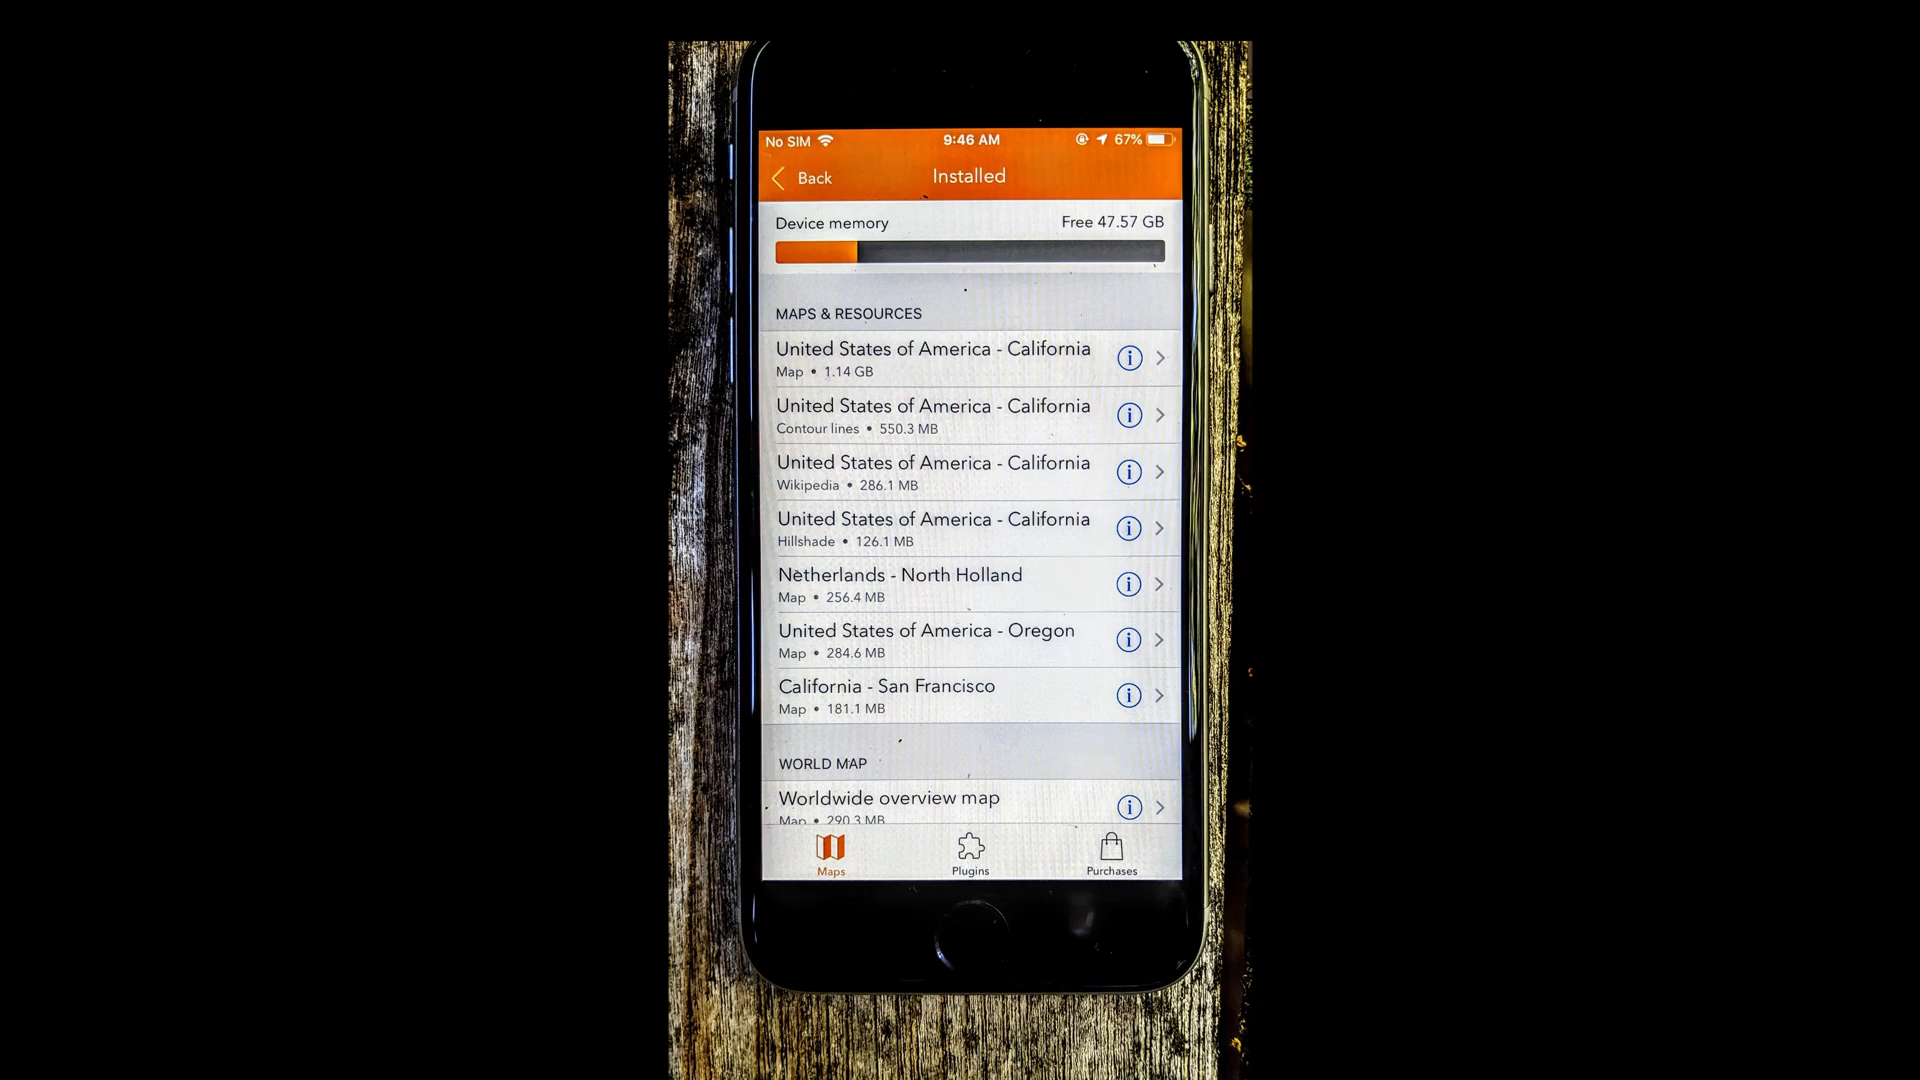 No SIM 9:46 AM 67%
Back Installed
Device memory Free 47.57 GB
MAPS & RESOURCES
United States of America - California
Map • 1.14 GB
United States of America - California
Contour lines • 550.3 MB
United States of America - California
Wikipedia • 286.1 MB
United States of America - California
Hillshade • 126.1 MB
Netherlands - North Holland
Map • 256.4 MB
United States of America - Oregon
Map • 284.6 MB
California - San Francisco
Map • 181.1 MB
WORLD MAP
Worldwide overview map
Map • 290.3 MB
Maps Plugins Purchases